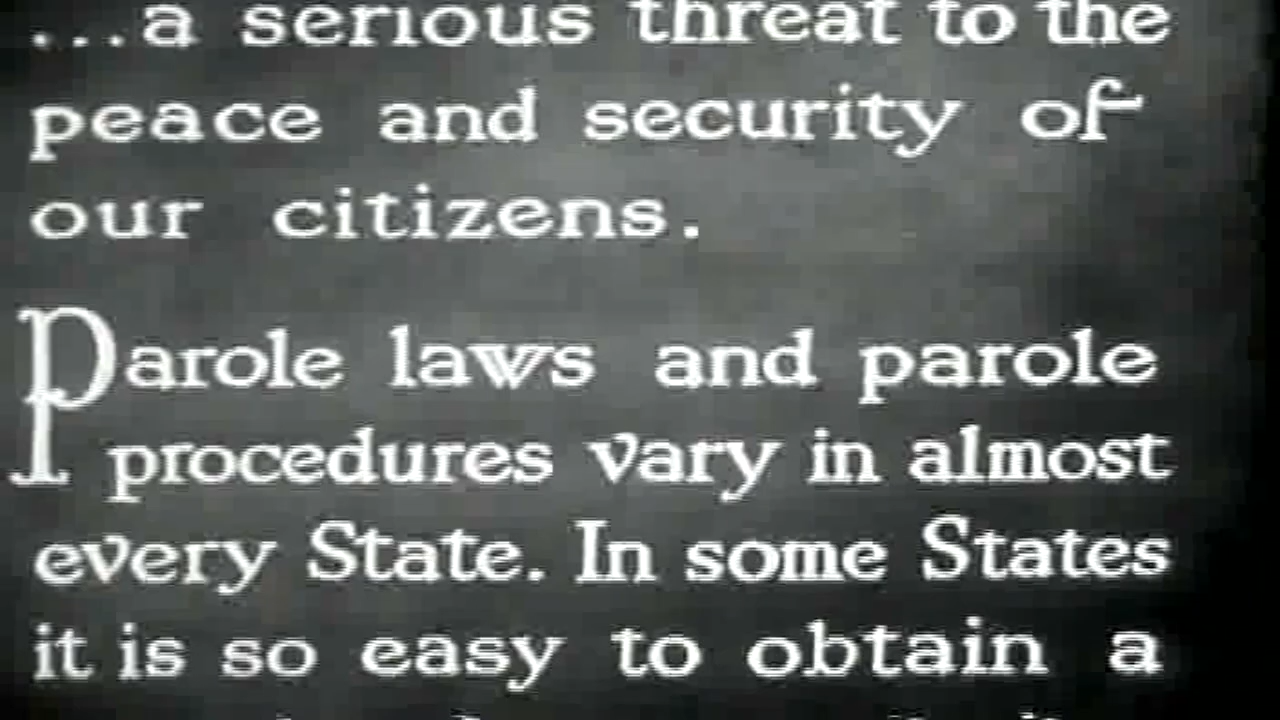 ...a serious threat to the
peace and security of
our citizens.
Parole laws and parole
procedures vary in almost
every State. In some States
it is so easy to obtain a